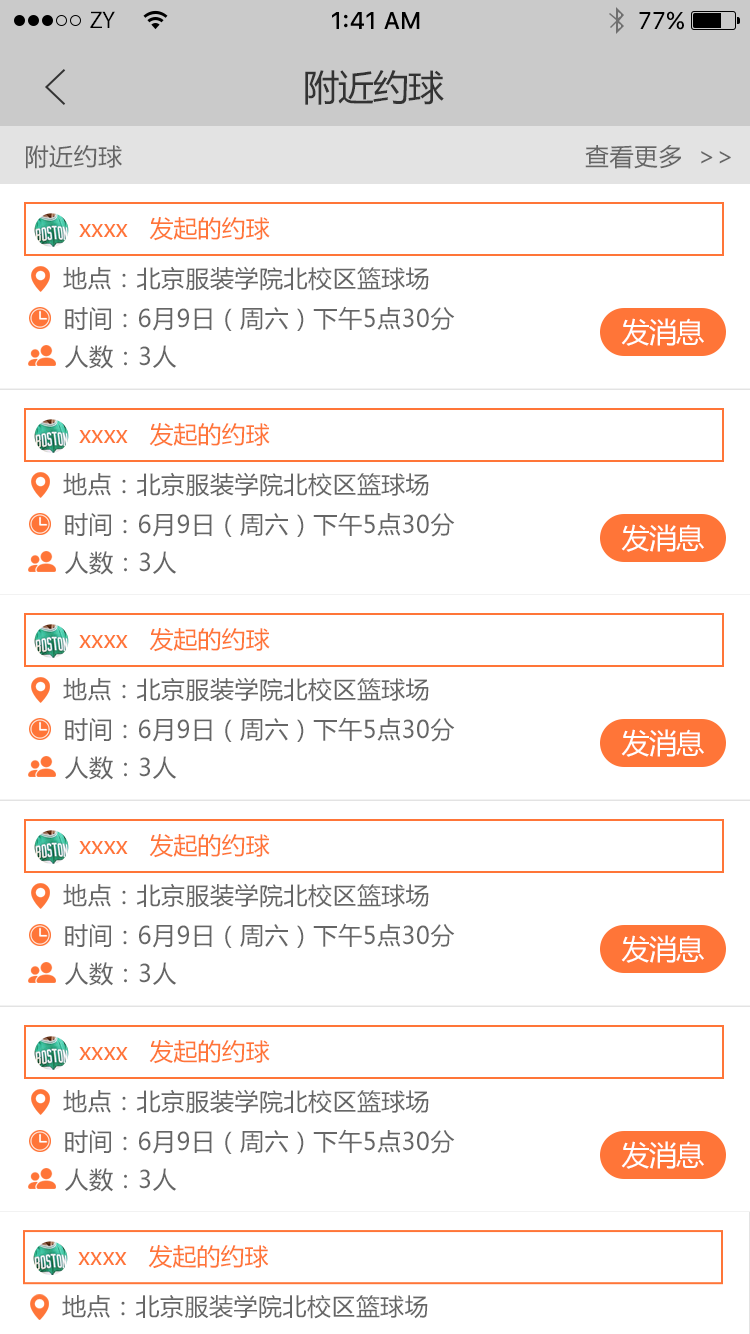 ZY 1:41 AM 77%
附近约球
附近约球 查看更多 >>
BOSTON xxxx 发起的约球
地点：北京服装学院北校区篮球场
时间：6月9日（周六）下午5点30分
发消息
人数：3人
BOSTON xxxx 发起的约球
地点：北京服装学院北校区篮球场
时间：6月9日（周六）下午5点30分
发消息
人数：3人
BOSTON xxxx 发起的约球
地点：北京服装学院北校区篮球场
时间：6月9日（周六）下午5点30分
发消息
人数：3人
BOSTON xxxx 发起的约球
地点：北京服装学院北校区篮球场
时间：6月9日（周六）下午5点30分
发消息
人数：3人
BOSTON xxxx 发起的约球
地点：北京服装学院北校区篮球场
时间：6月9日（周六）下午5点30分
发消息
人数：3人
BOSTON xxxx 发起的约球
地点：北京服装学院北校区篮球场